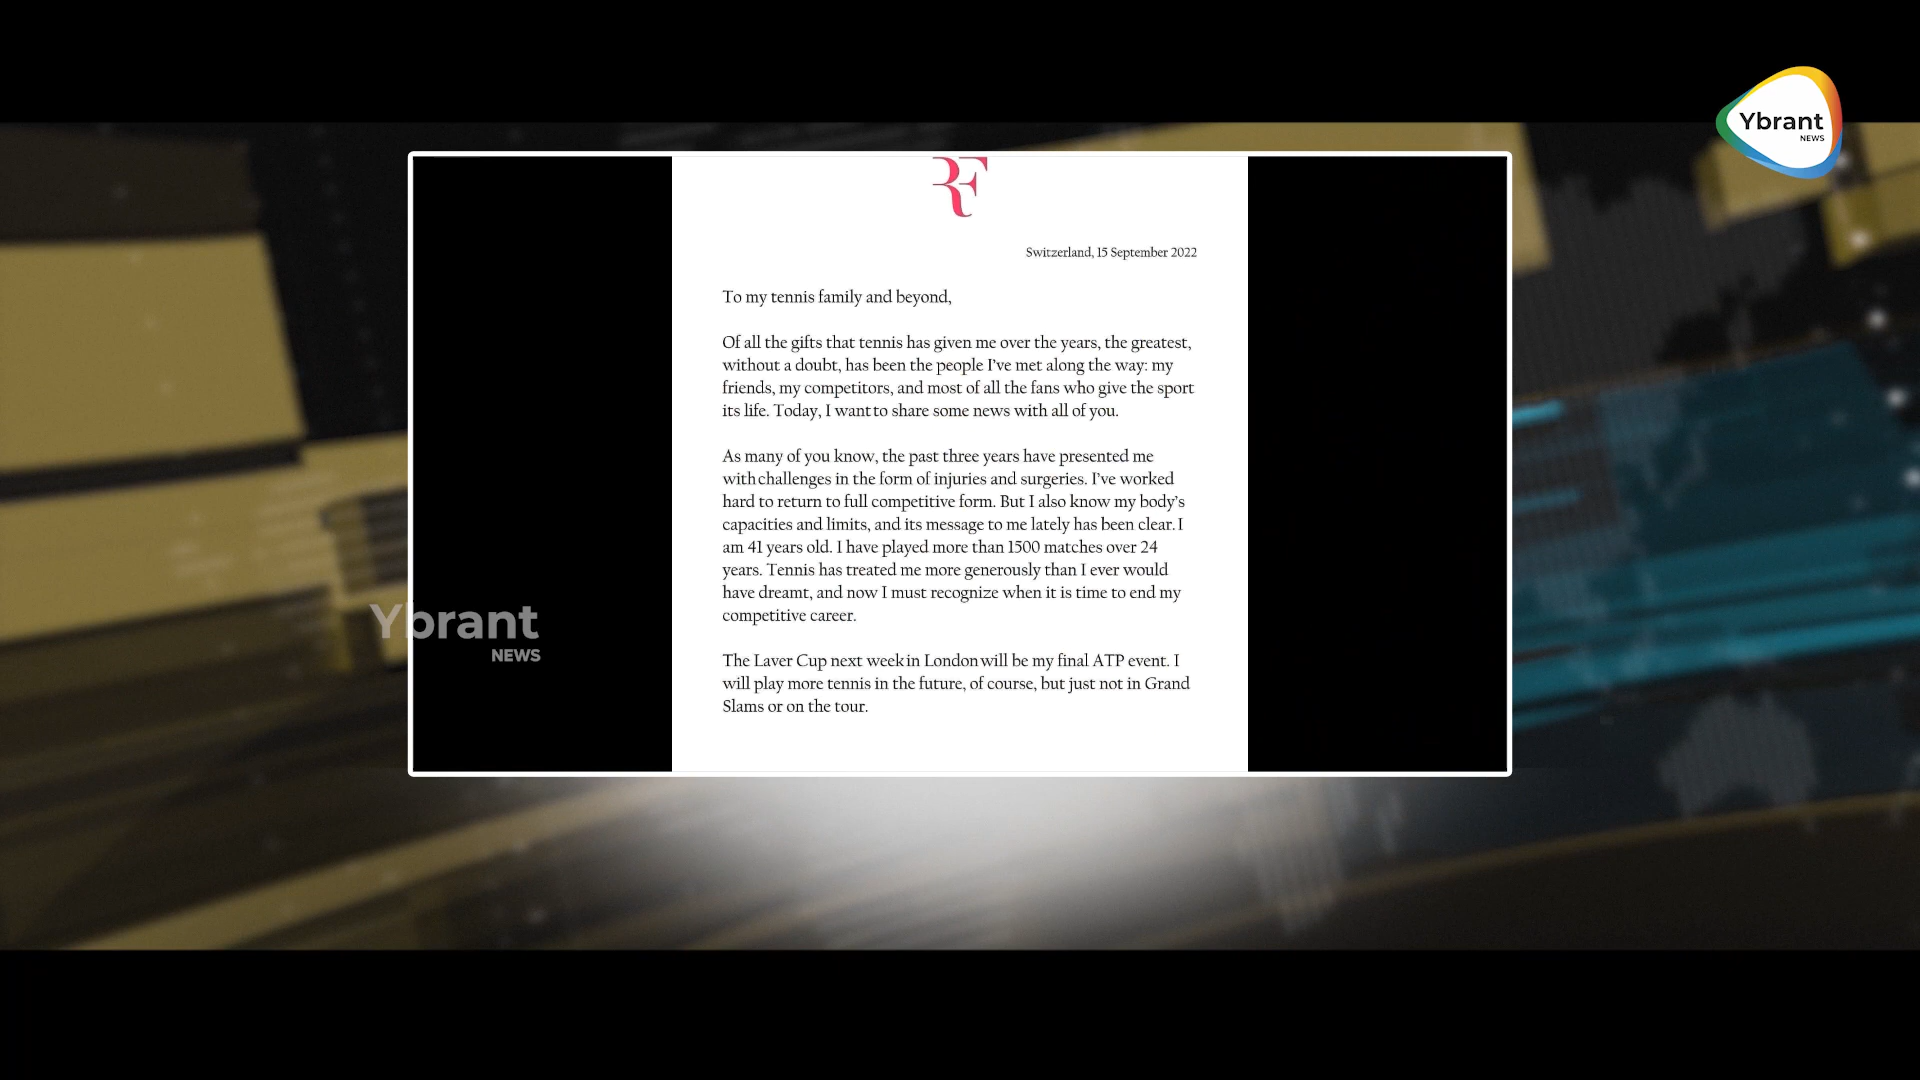 Ybrant
NEWS
RF
Switzerland, 15 September 2022
To my tennis family and beyond,
Of all the gifts that tennis has given me over the years, the greatest,
without a doubt, has been the people I've met along the way: my
friends, my competitors, and most of all the fans who give the sport
its life. Today, I want to share some news with all of you.
As many of you know, the past three years have presented me
with challenges in the form of injuries and surgeries. I've worked
hard to return to full competitive form. But I also know my body's
capacities and limits, and its message to me lately has been clear. I
am 41 years old. I have played more than 1500 matches over 24
years. Tennis has treated me more generously than I ever would
have dreamt, and now I must recognize when it is time to end my
competitive career.
The Laver Cup next week in London will be my final ATP event. I
will play more tennis in the future, of course, but just not in Grand
Slams or on the tour.
Ybrant
NEWS